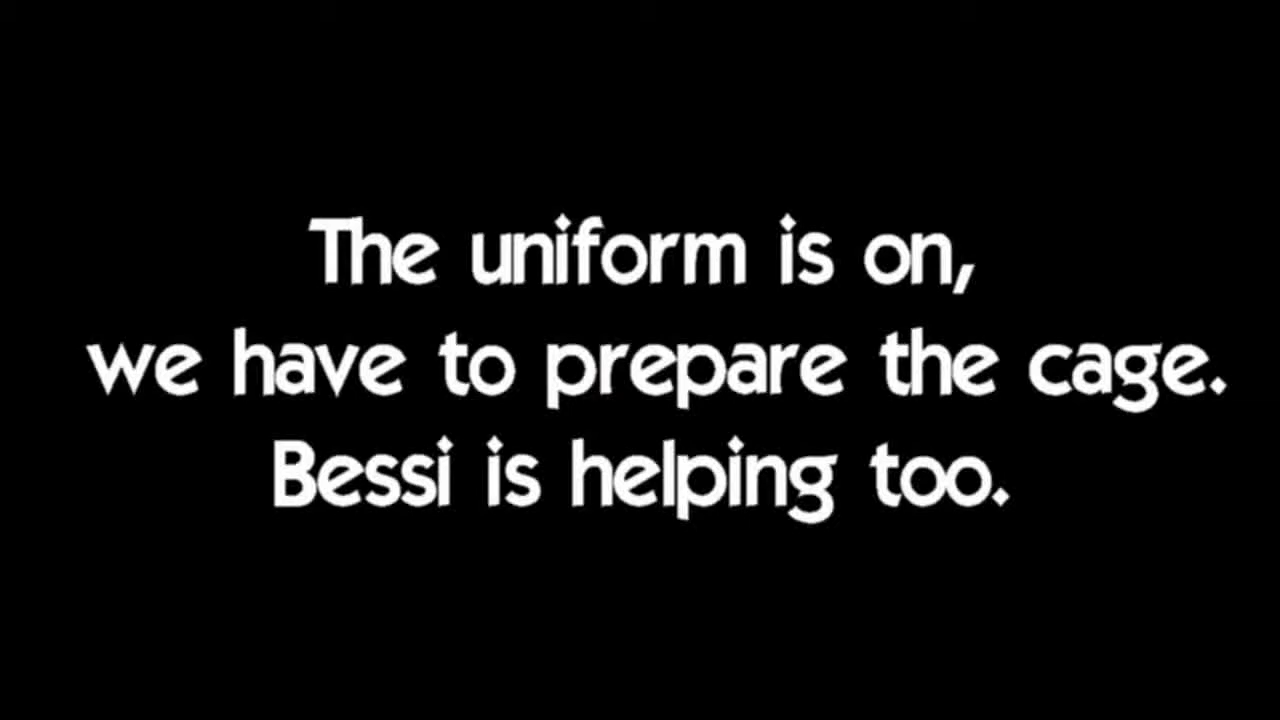 The uniform is on,
we have to prepare the cage.
Bessi is helping too.